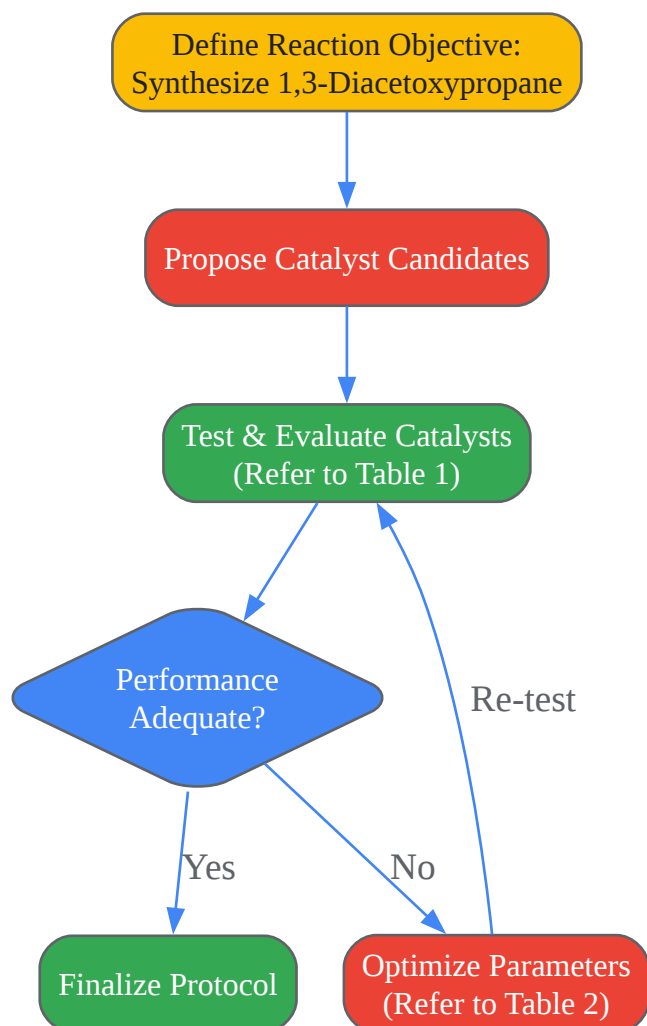 Define Reaction Objective:
Synthesize 1,3-Diacetoxypropane
Propose Catalyst Candidates
Test & Evaluate Catalysts
(Refer to Table 1)
Performance
Adequate?
Re-test
Yes
No
Finalize Protocol
Optimize Parameters
(Refer to Table 2)